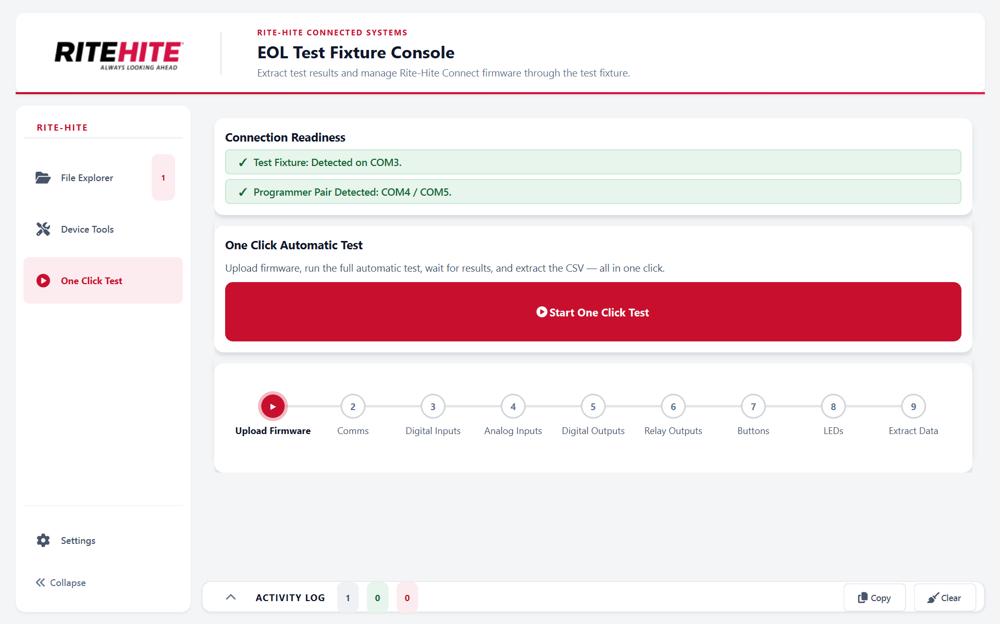 RITEHITE®
ALWAYS LOOKING AHEAD
RITE-HITE CONNECTED SYSTEMS
EOL Test Fixture Console
Extract test results and manage Rite-Hite Connect firmware through the test fixture.
RITE-HITE
File Explorer 1
Device Tools
One Click Test
Settings
Collapse
Connection Readiness
✓ Test Fixture: Detected on COM3.
✓ Programmer Pair Detected: COM4 / COM5.
One Click Automatic Test
Upload firmware, run the full automatic test, wait for results, and extract the CSV — all in one click.
Start One Click Test
2 3 4 5 6 7 8 9
Upload Firmware Comms Digital Inputs Analog Inputs Digital Outputs Relay Outputs Buttons LEDs Extract Data
ACTIVITY LOG 1 0 0 Copy Clear